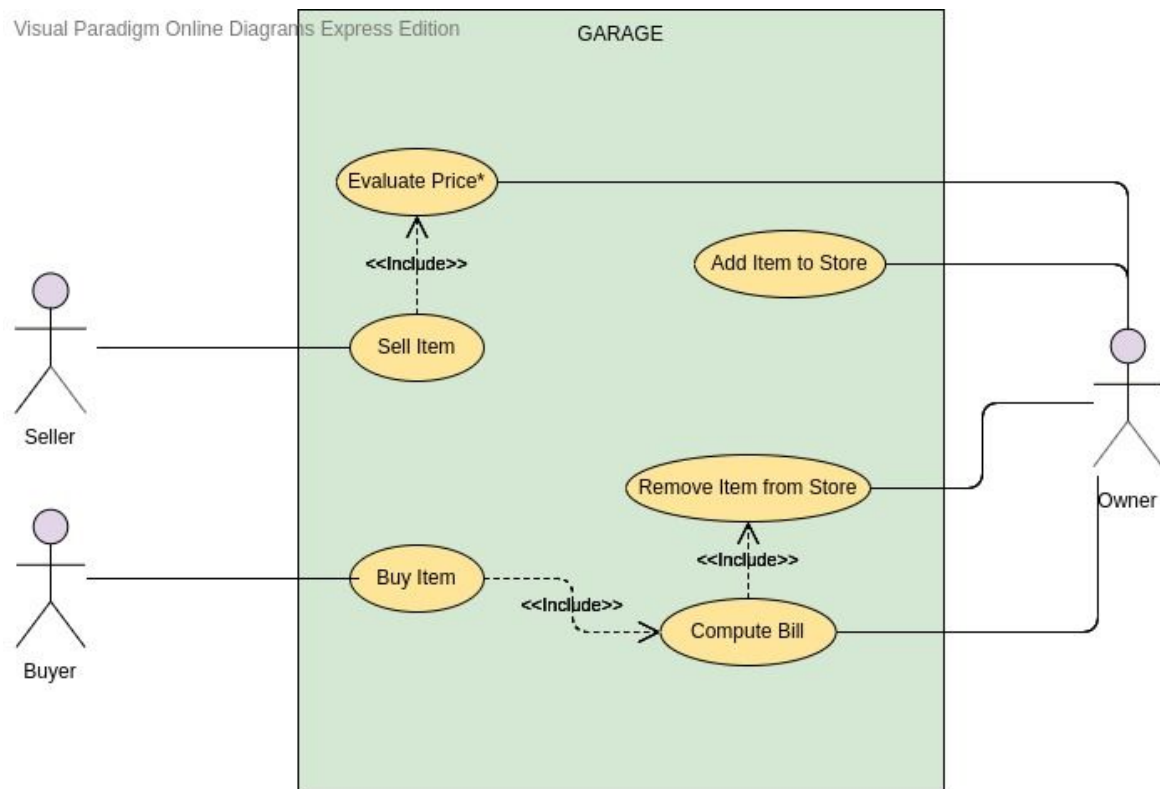 Visual Paradigm Online Diagrams Express Edition
GARAGE
Evaluate Price*
<<Include>>
Add Item to Store
Sell Item
Seller
Remove Item from Store
Owner
<<Include>>
Buy Item
<<Include>>
Compute Bill
Buyer